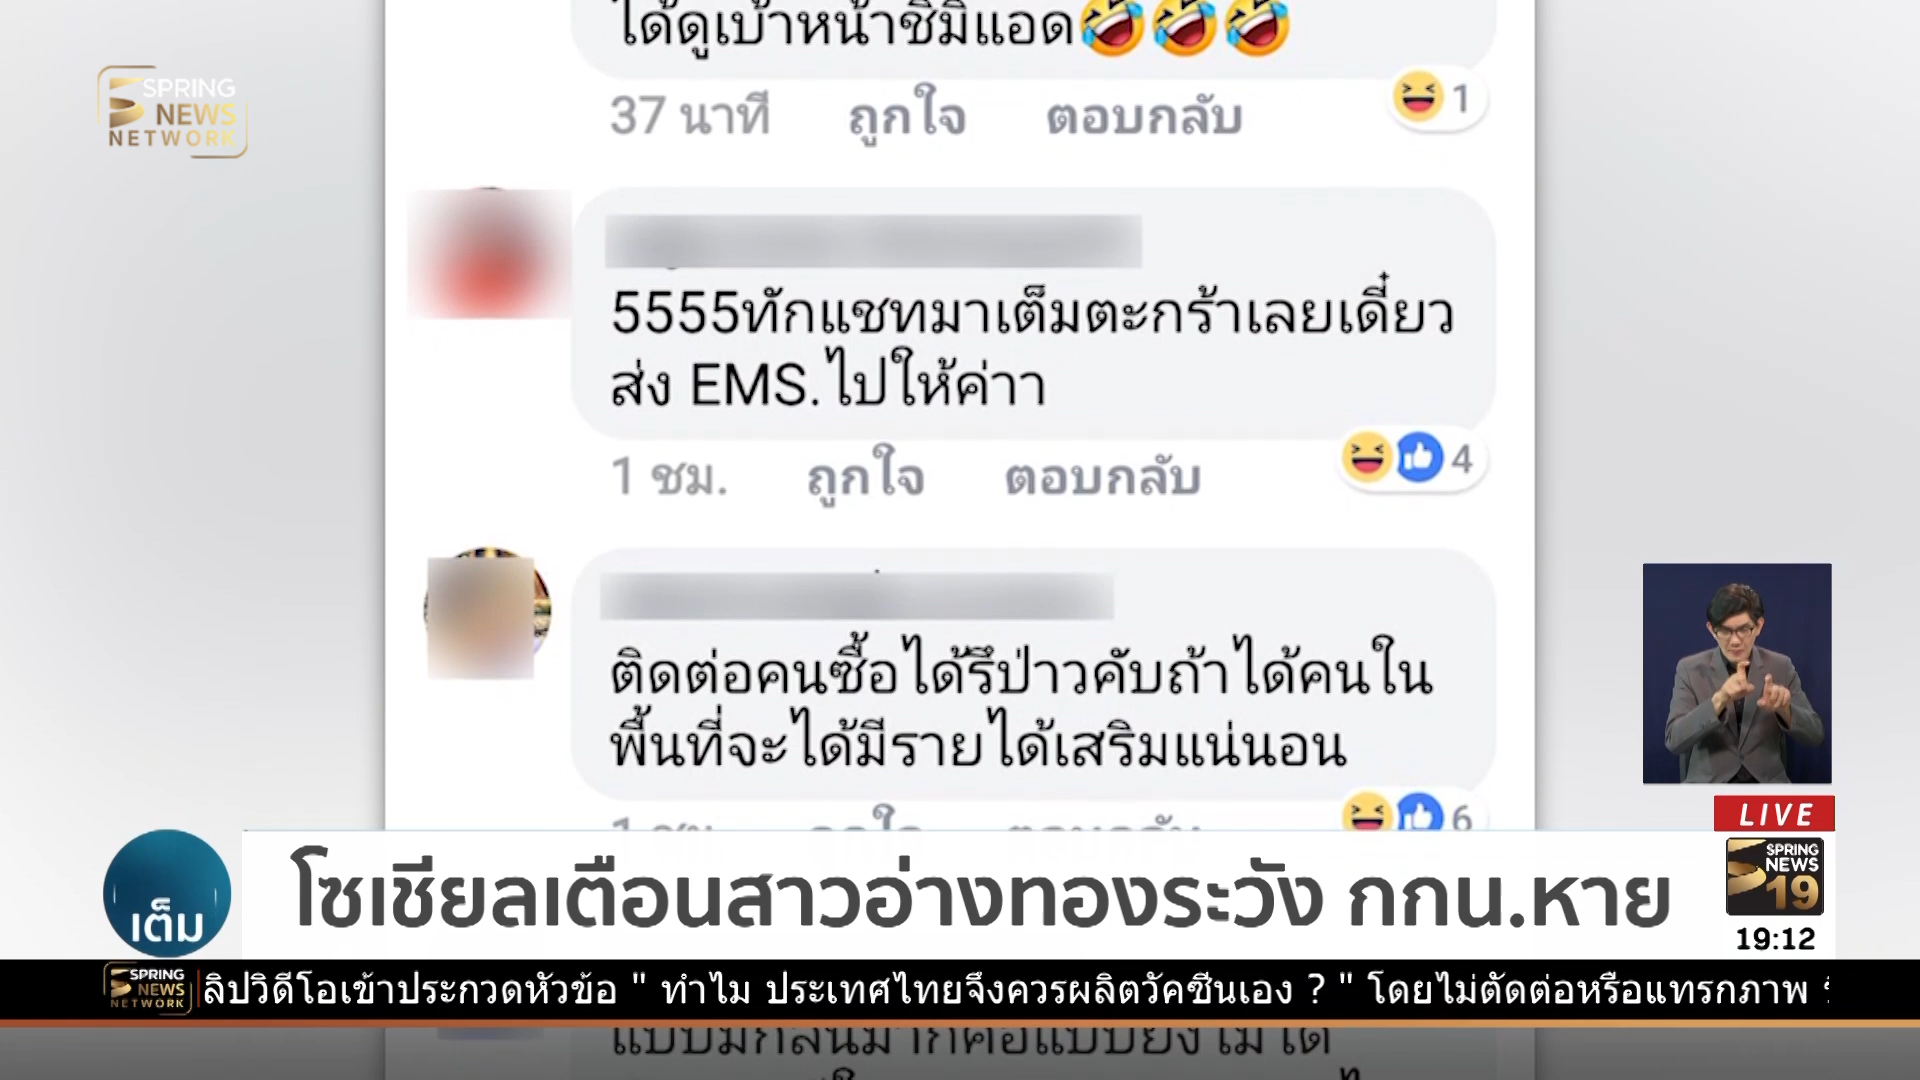 ได้ดูเบ้าหน้าชิมิแอด🤣🤣🤣
37 นาที ถูกใจ ตอบกลับ 1
SPRING
NEWS
NETWORK
5555ทักแชทมาเต็มตะกร้าเลยเดี๋ยว
ส่ง EMS.ไปให้ค่าา
1 ชม. ถูกใจ ตอบกลับ 4
ติดต่อคนซื้อได้รึป่าวคับถ้าได้คนใน
พื้นที่จะได้มีรายได้เสริมแน่นอน
6
LIVE
เต็ม
โซเชียลเตือนสาวอ่างทองระวัง กกน.หาย
SPRING
NEWS
19
19:12
SPRING
NEWS
NETWORK
ลิปวิดีโอเข้าประกวดหัวข้อ " ทำไม ประเทศไทยจึงควรผลิตวัคซีนเอง ? " โดยไม่ตัดต่อหรือแทรกภาพ